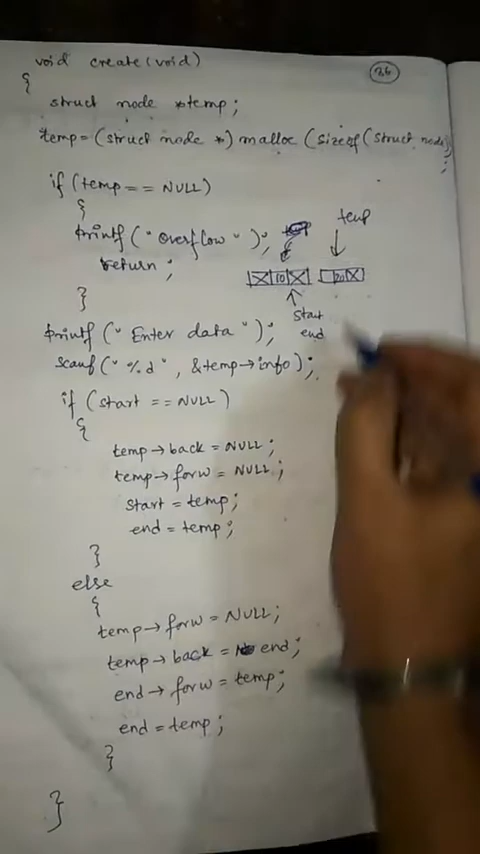 36
void create(void)
{
struct node *temp;
temp=(struct node *) malloc (sizeof(struct node)
;
if (temp == NULL)
{
printf("overflow");
return;
}
temp
10 20
start
end
printf("Enter data");
scanf("%d", &temp→info);
if (start == NULL)
{
temp→back = NULL;
temp→forw = NULL;
start = temp;
end = temp;
}
else
{
temp→forw = NULL;
temp→back = end;
end→forw = temp;
end = temp;
}
}